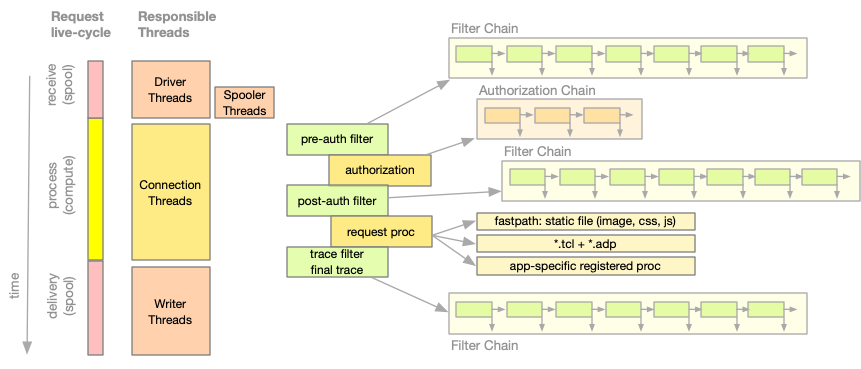 Request
live-cycle
Responsible
Threads
Filter Chain
receive
(spool)
Driver
Threads
Spooler
Threads
Authorization Chain
pre-auth filter
process
(compute)
Connection
Threads
authorization
Filter Chain
post-auth filter
request proc
fastpath: static file (image, css, js)
*.tcl + *.adp
app-specific registered proc
trace filter
final trace
time
delivery
(spool)
Writer
Threads
Filter Chain